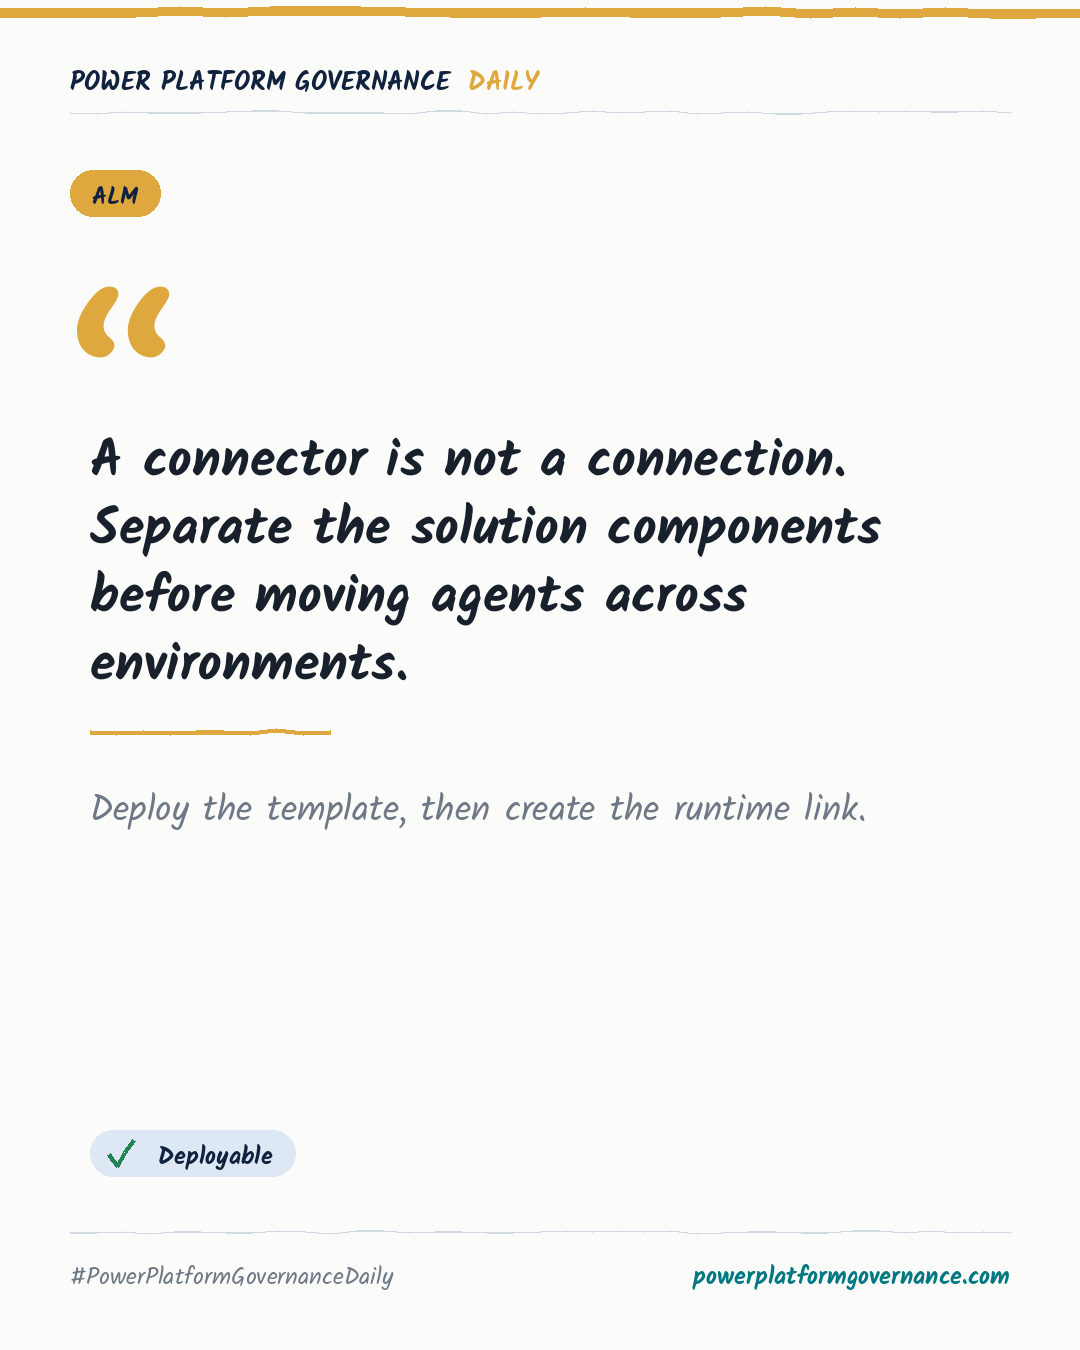 POWER PLATFORM GOVERNANCE DAILY
ALM
“
A connector is not a connection.
Separate the solution components
before moving agents across
environments.
Deploy the template, then create the runtime link.
✓ Deployable
#PowerPlatformGovernanceDaily
powerplatformgovernance.com